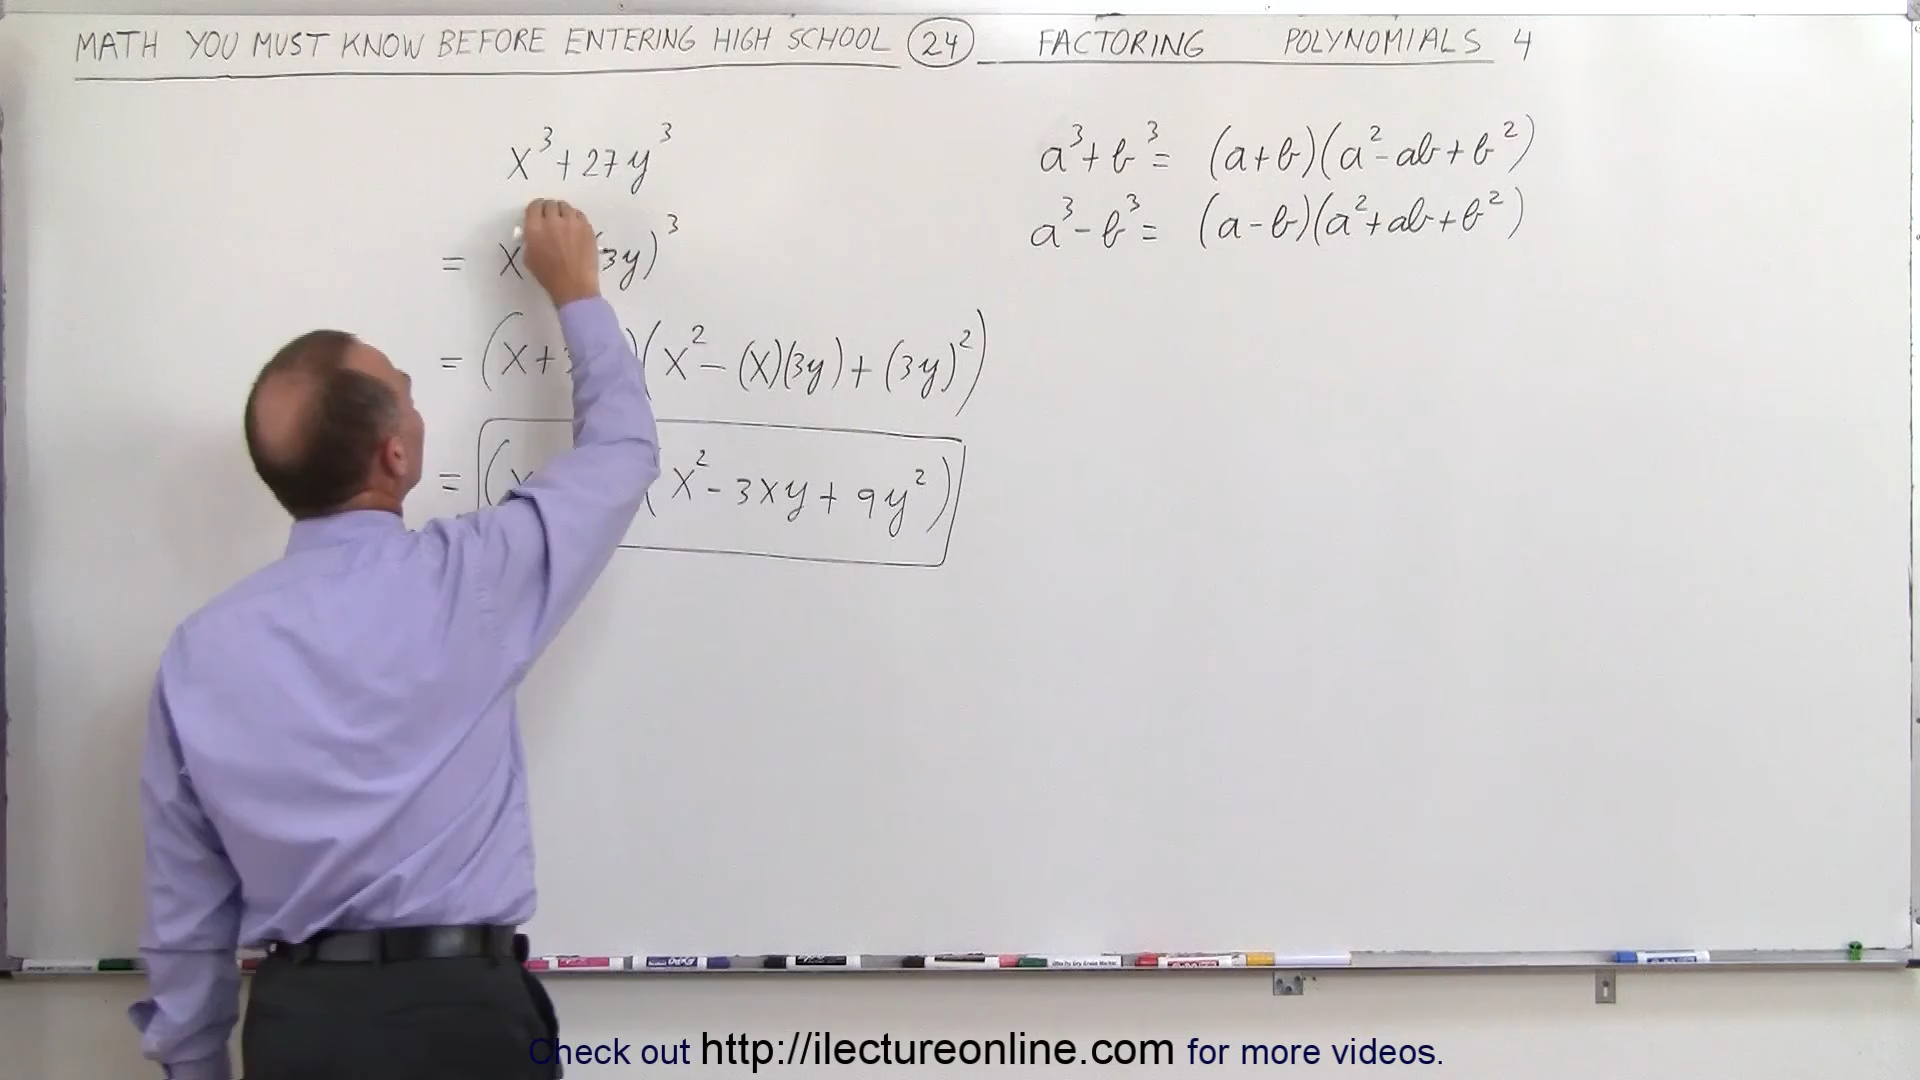 MATH YOU MUST KNOW BEFORE ENTERING HIGH SCHOOL 24 FACTORING POLYNOMIALS 4
x³ + 27y³
= x 3y)³
= (x + )(x² - (x)(3y) + (3y)²)
= (x (x² - 3xy + 9y²)
a³ + b³ = (a + b)(a² - ab + b²)
a³ - b³ = (a - b)(a² + ab + b²)
Check out http://ilectureonline.com for more videos.